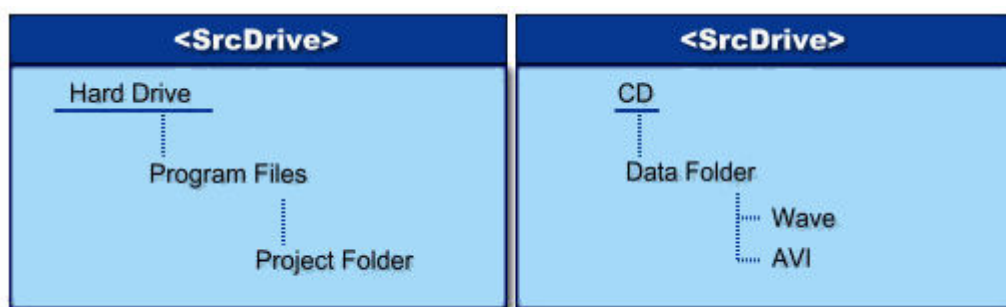 <SrcDrive>
Hard Drive
Program Files
Project Folder
<SrcDrive>
CD
Data Folder
Wave
AVI